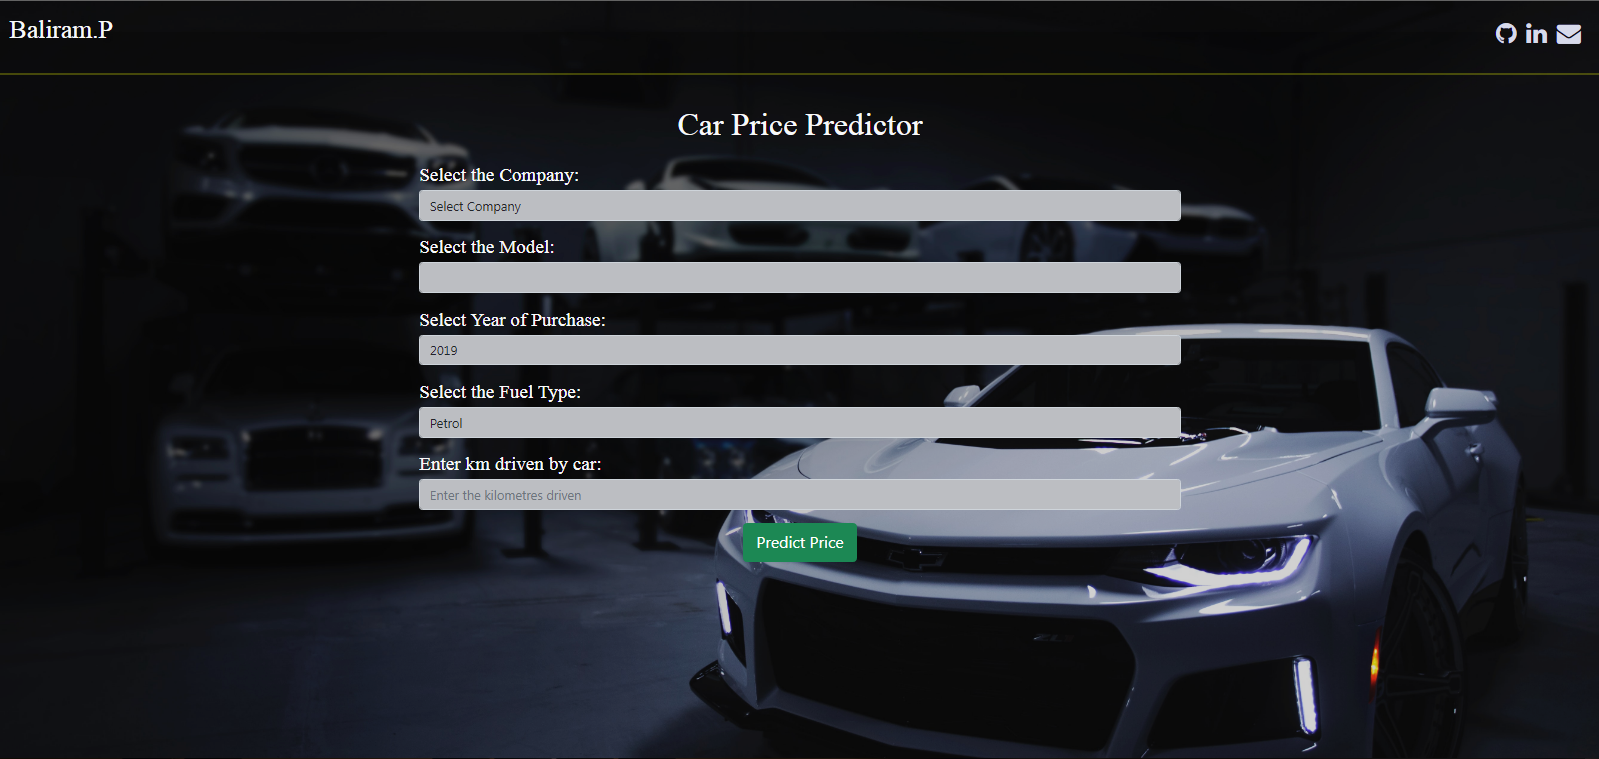 Baliram.P
Car Price Predictor
Select the Company:
Select Company
Select the Model:
Select Year of Purchase:
2019
Select the Fuel Type:
Petrol
Enter km driven by car:
Enter the kilometres driven
Predict Price